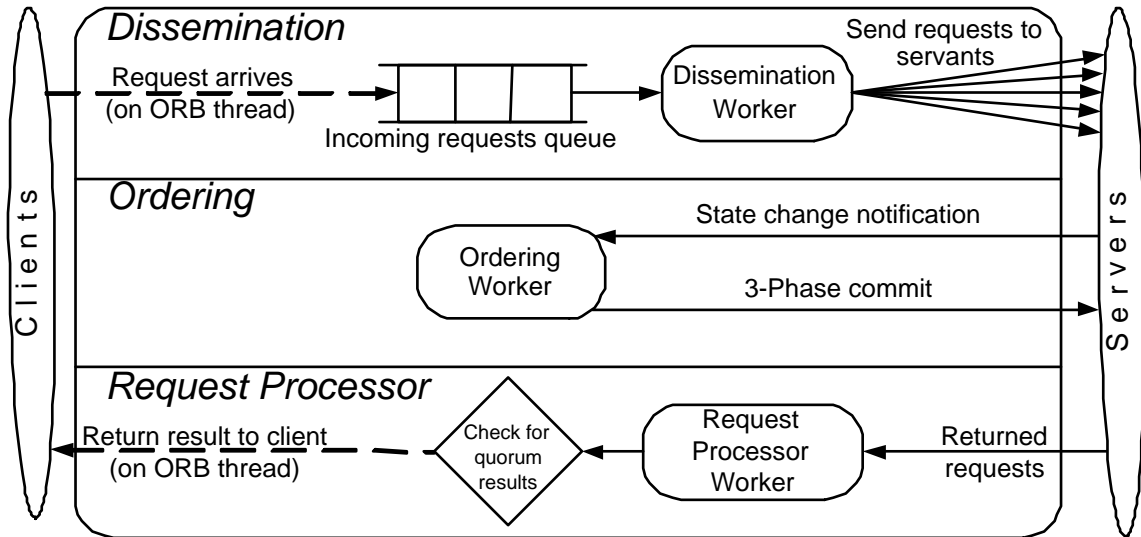 Dissemination
Send requests to
servants
Request arrives
(on ORB thread)
Dissemination
Worker
Incoming requests queue
Clients
Ordering
State change notification
Ordering
Worker
3-Phase commit
Servers
Request Processor
Return result to client
(on ORB thread)
Check for
quorum
results
Request
Processor
Worker
Returned
requests